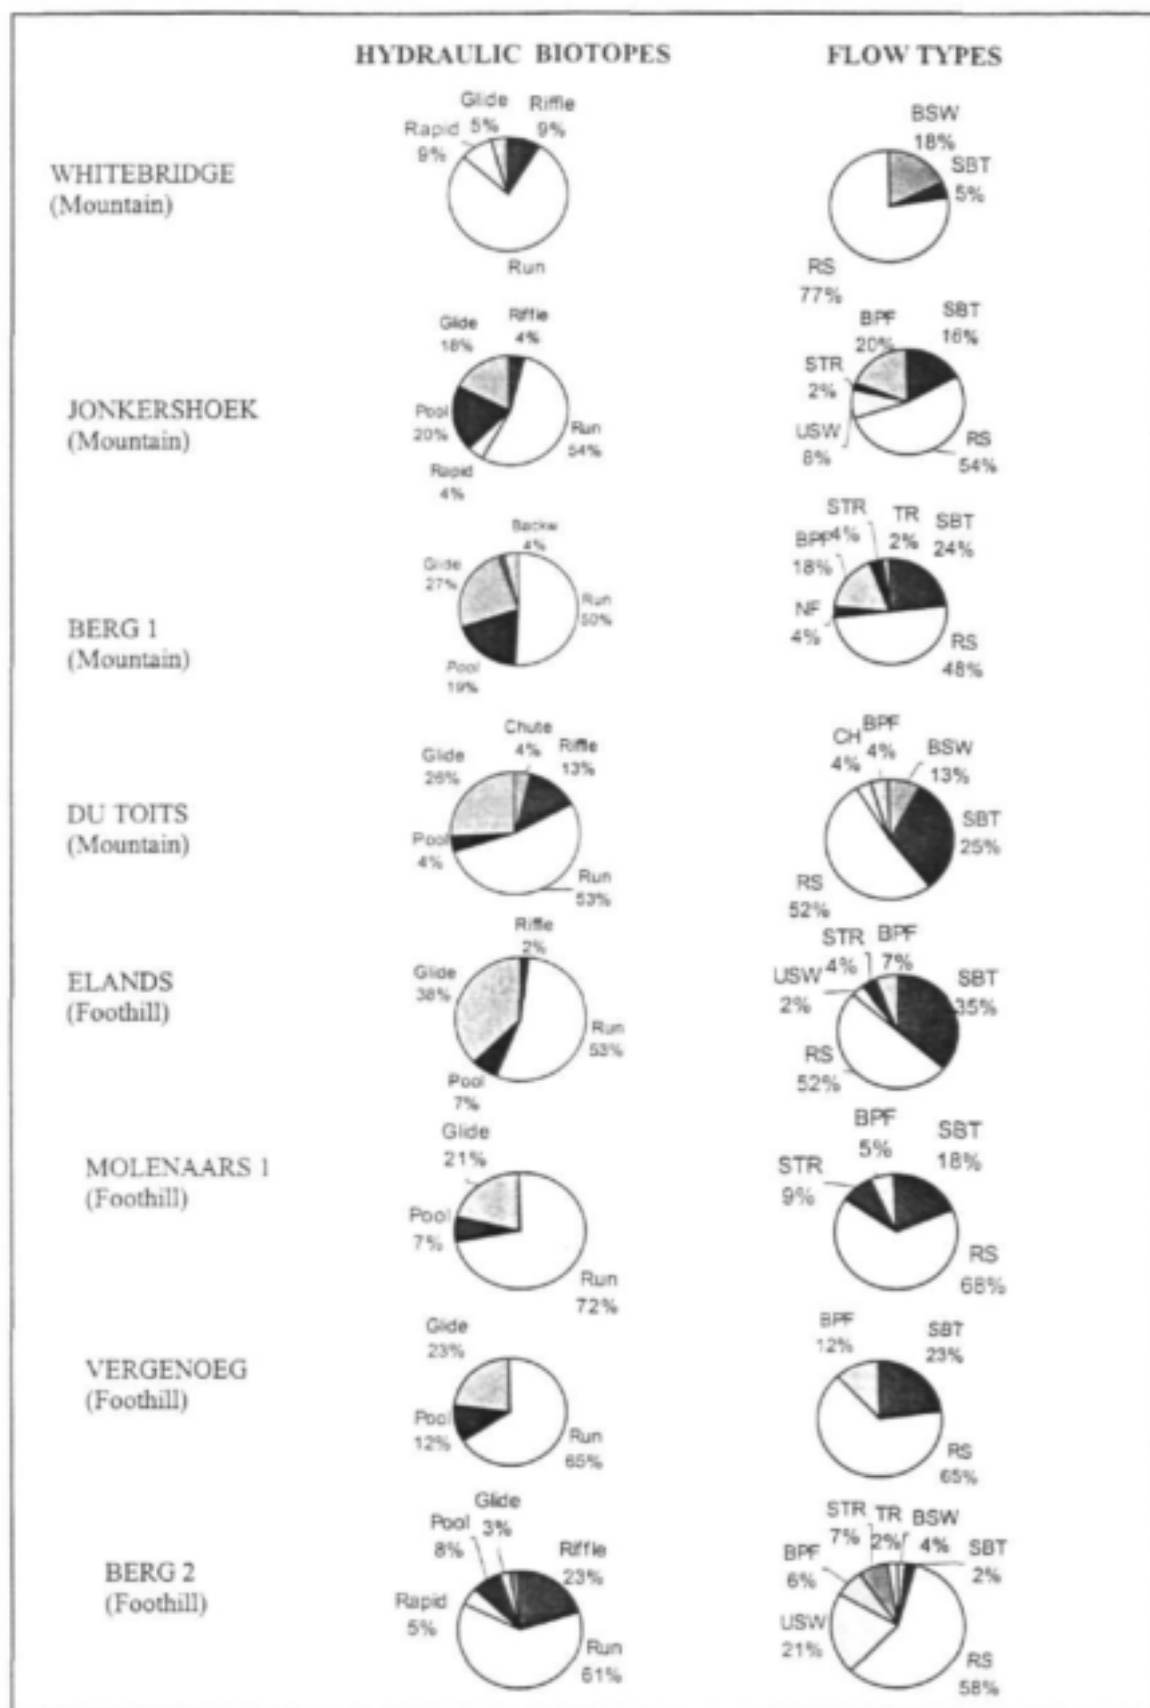 HYDRAULIC BIOTOPES
FLOW TYPES
WHITEBRIDGE
(Mountain)
Glide
5%
Riffle
9%
Rapid
9%
Run
BSW
18%
SBT
5%
RS
77%
JONKERSHOEK
(Mountain)
Glide
18%
Riffle
4%
Pool
20%
Run
54%
Rapid
4%
BPF
20%
SBT
16%
STR
2%
USW
8%
RS
54%
BERG 1
(Mountain)
Backw
4%
Glide
27%
Run
50%
Pool
19%
STR
4%
TR
2%
SBT
24%
BPF
18%
NF
4%
RS
48%
DU TOITS
(Mountain)
Chute
4%
Riffle
13%
Glide
26%
Pool
4%
Run
53%
CH
4%
BPF
4%
BSW
13%
SBT
25%
RS
52%
ELANDS
(Foothill)
Riffle
2%
Glide
38%
Run
53%
Pool
7%
STR
4%
BPF
7%
USW
2%
SBT
35%
RS
52%
MOLENAARS 1
(Foothill)
Glide
21%
Pool
7%
Run
72%
BPF
5%
SBT
18%
STR
9%
RS
68%
VERGENOEG
(Foothill)
Glide
23%
Pool
12%
Run
65%
BPF
12%
SBT
23%
RS
65%
BERG 2
(Foothill)
Glide
3%
Pool
8%
Riffle
23%
Rapid
5%
Run
61%
STR
7%
TR
2%
BSW
4%
SBT
2%
BPF
6%
USW
21%
RS
58%